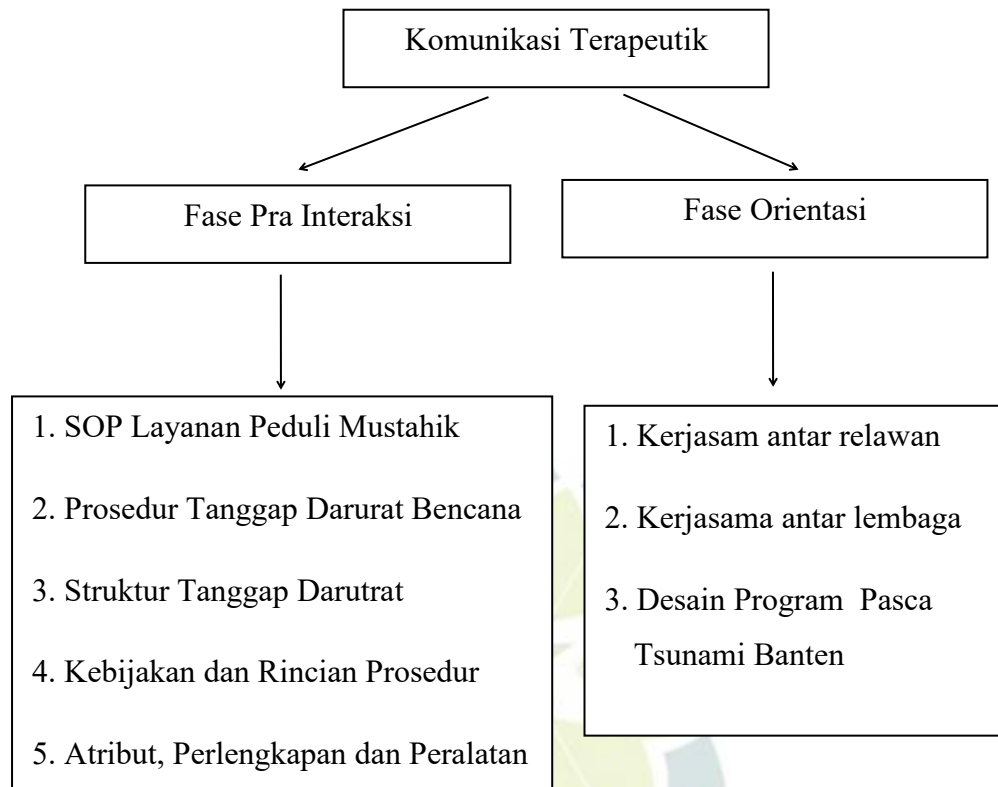 Komunikasi Terapeutik
Fase Pra Interaksi
Fase Orientasi
1. SOP Layanan Peduli Mustahik
2. Prosedur Tanggap Darurat Bencana
3. Struktur Tanggap Darutrat
4. Kebijakan dan Rincian Prosedur
5. Atribut, Perlengkapan dan Peralatan
1. Kerjasam antar relawan
2. Kerjasama antar lembaga
3. Desain Program Pasca
Tsunami Banten